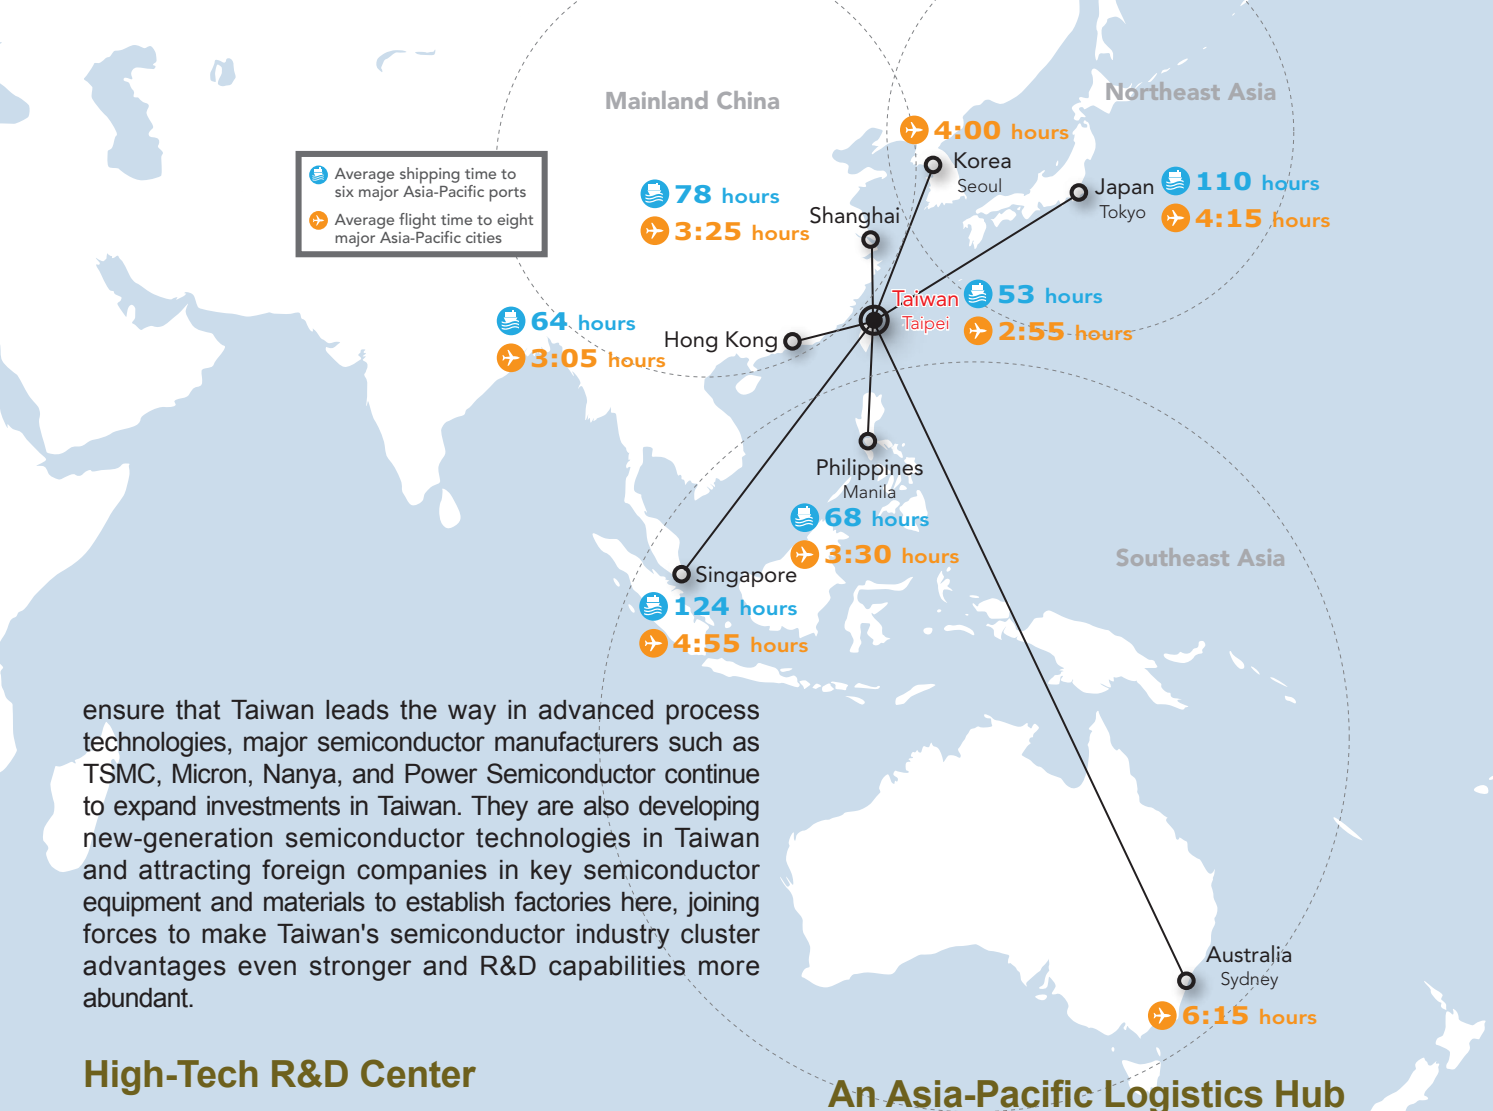 Mainland China
Northeast Asia
Average shipping time to
six major Asia-Pacific ports
Average flight time to eight
major Asia-Pacific cities
4:00 hours
Korea
Seoul
78 hours
3:25 hours
Shanghai
Japan
Tokyo
110 hours
4:15 hours
Taiwan
Taipei
53 hours
2:55 hours
64 hours
3:05 hours
Hong Kong
Philippines
Manila
68 hours
3:30 hours
Southeast Asia
Singapore
124 hours
4:55 hours
ensure that Taiwan leads the way in advanced process
technologies, major semiconductor manufacturers such as
TSMC, Micron, Nanya, and Power Semiconductor continue
to expand investments in Taiwan. They are also developing
new-generation semiconductor technologies in Taiwan
and attracting foreign companies in key semiconductor
equipment and materials to establish factories here, joining
forces to make Taiwan's semiconductor industry cluster
advantages even stronger and R&D capabilities more
abundant.
Australia
Sydney
6:15 hours
High-Tech R&D Center
An Asia-Pacific Logistics Hub